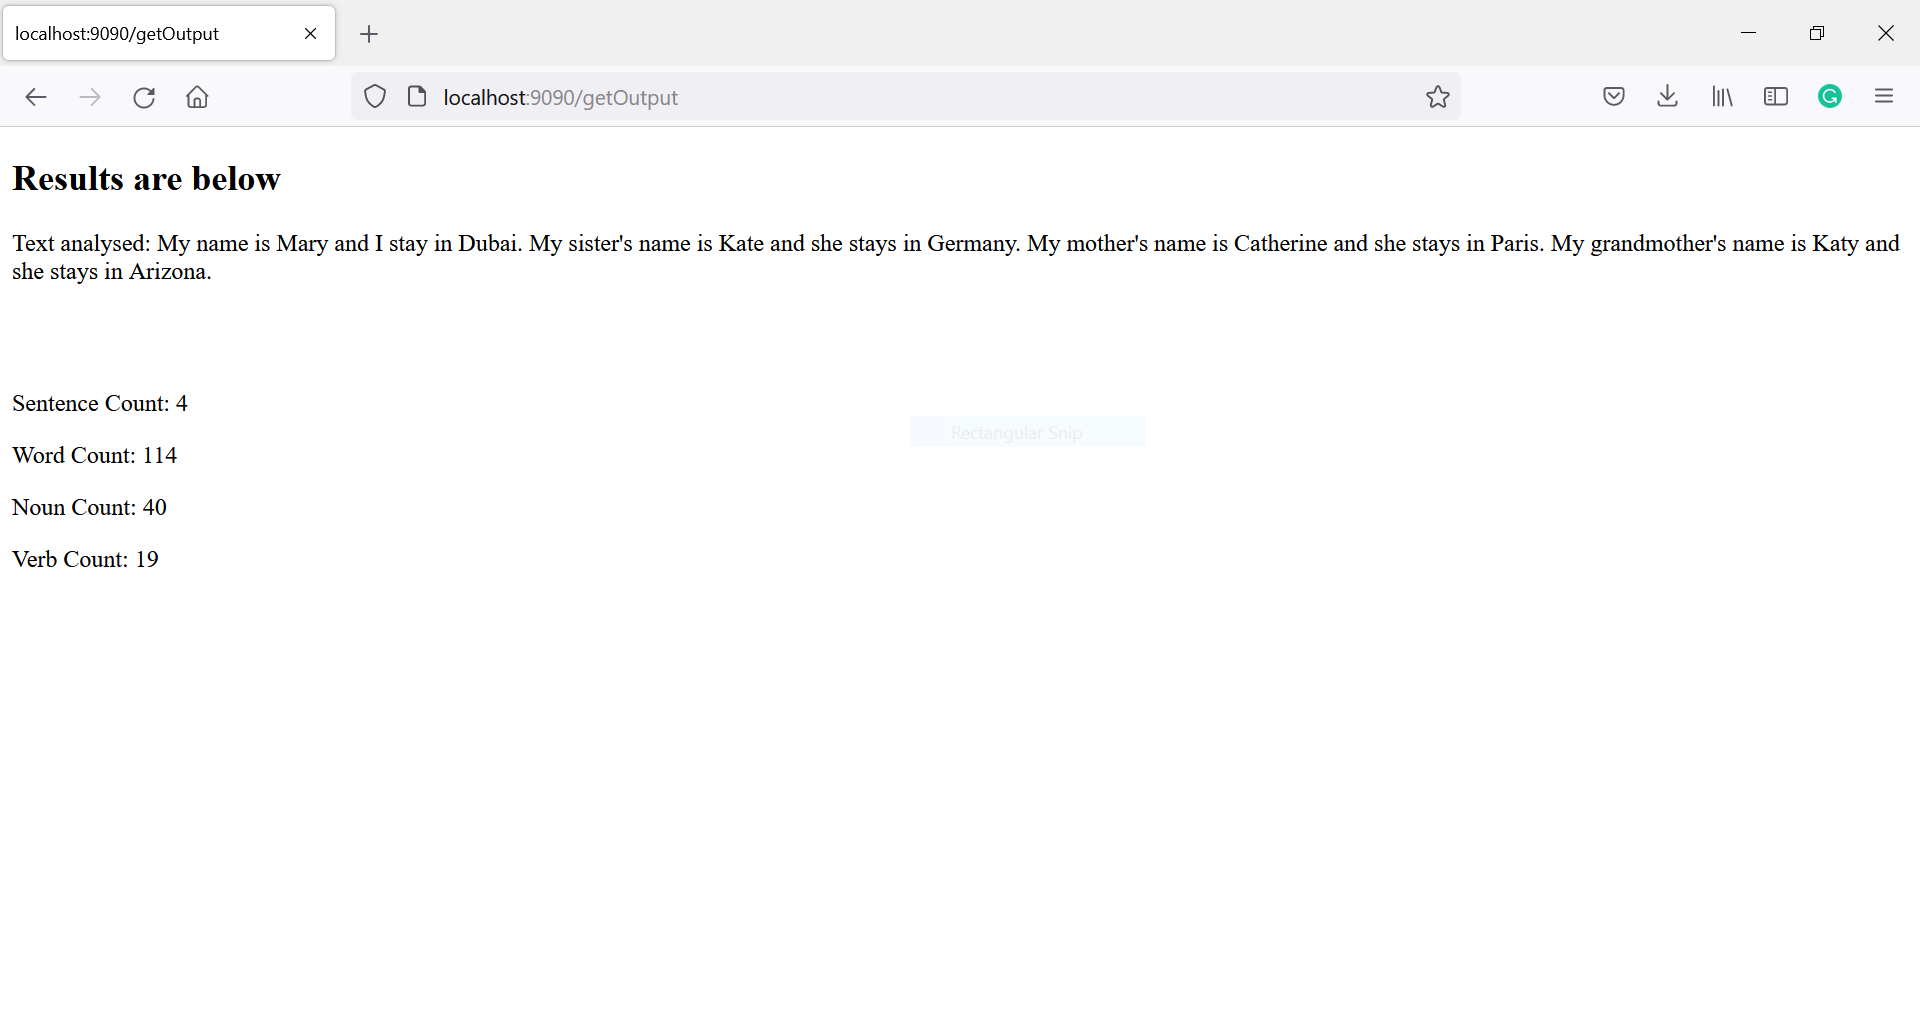 localhost:9090/getOutput
localhost:9090/getOutput
Results are below
Text analysed: My name is Mary and I stay in Dubai. My sister's name is Kate and she stays in Germany. My mother's name is Catherine and she stays in Paris. My grandmother's name is Katy and
she stays in Arizona.
Sentence Count: 4
Rectangular Snip
Word Count: 114
Noun Count: 40
Verb Count: 19